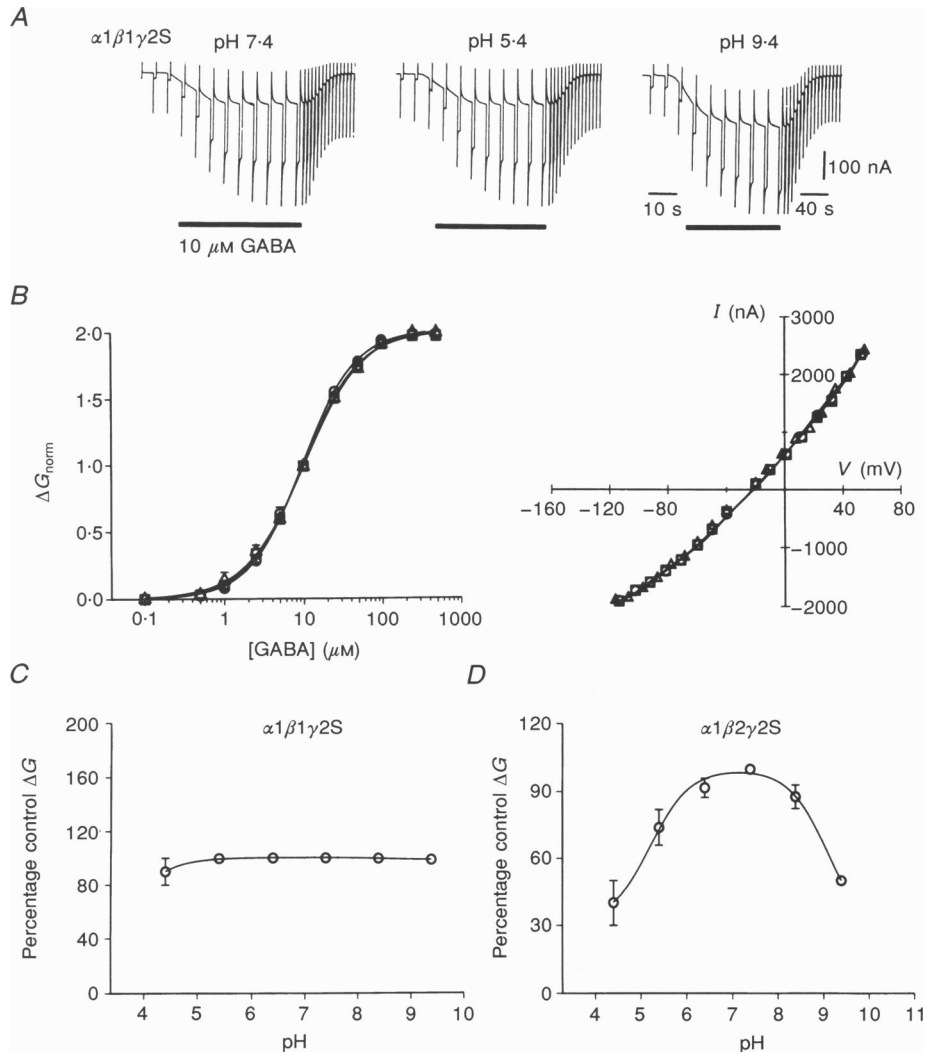 A
α1β1γ2S
pH 7·4
pH 5·4
pH 9·4
100 nA
10 s
40 s
10 μM GABA
B
ΔGnorm
2·0
1·5
1·0
0·5
0·0
0·1
1
10
100
1000
[GABA] (μM)
I (nA)
3000
2000
V (mV)
−160
−120
−80
40
80
−1000
−2000
C
α1β1γ2S
Percentage control ΔG
200
160
120
80
40
0
3
4
5
6
7
8
9
10
pH
D
α1β2γ2S
Percentage control ΔG
120
90
60
30
0
4
5
6
7
8
9
10
11
pH